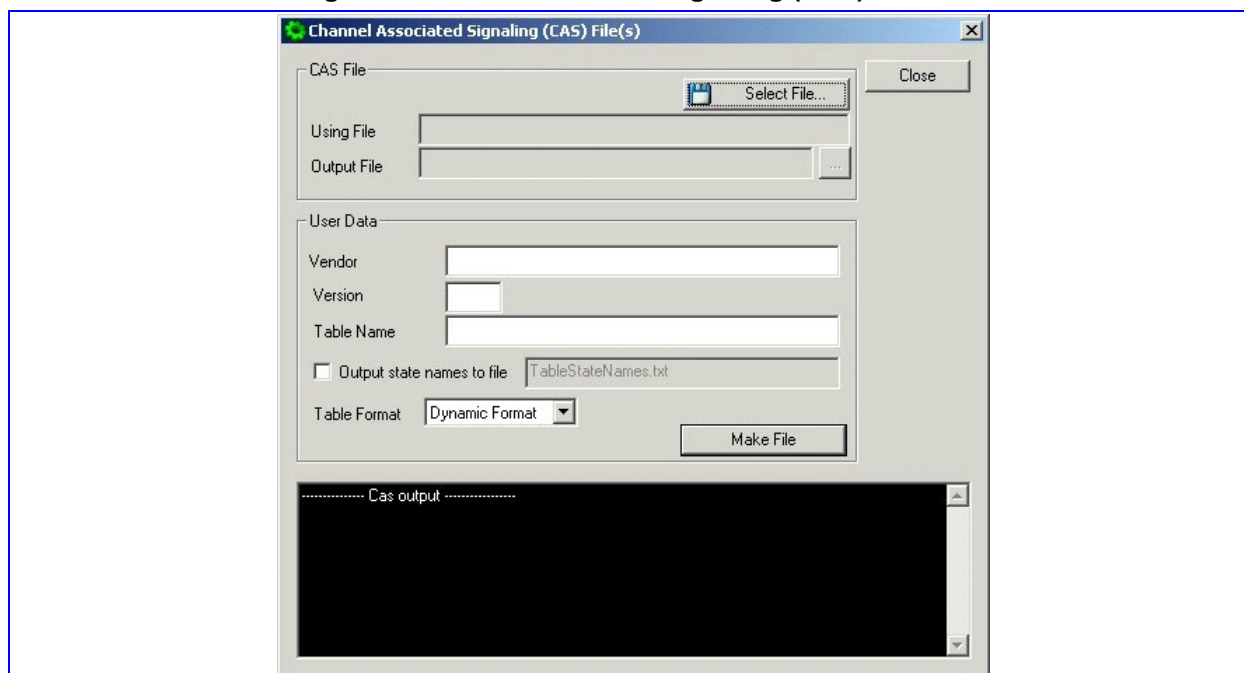 Channel Associated Signaling (CAS) File(s)
CAS File
Close
Select File...
Using File
Output File
...
User Data
Vendor
Version
Table Name
Output state names to file TableStateNames.txt
Table Format Dynamic Format
Make File
-------------- Cas output ----------------